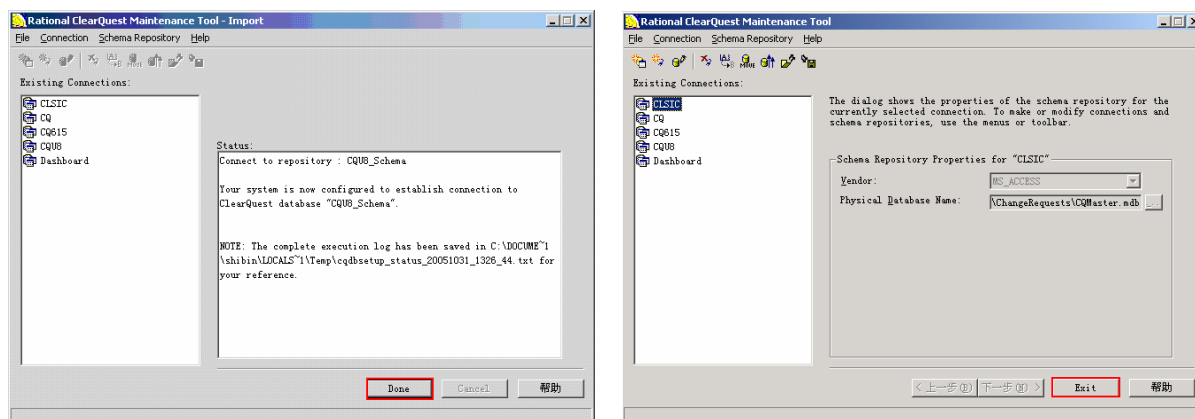 Rational ClearQuest Maintenance Tool - Import
File Connection Schema Repository Help
Existing Connections:
CLSIC
CQ
CQ615
CQU8
Dashboard
Status:
Connect to repository : CQU8_Schema
Your system is now configured to establish connection to
ClearQuest database "CQU8_Schema".
NOTE: The complete execution log has been saved in C:\DOCUME~1
\shibin\LOCALS~1\Temp\cqdbsetup_status_20051031_1326_44.txt for
your reference.
Done
Cancel
帮助
Rational ClearQuest Maintenance Tool
File Connection Schema Repository Help
Existing Connections:
CLSIC
CQ
CQ615
CQU8
Dashboard
The dialog shows the properties of the schema repository for the
currently selected connection. To make or modify connections and
schema repositories, use the menus or toolbar.
Schema Repository Properties for "CLSIC"
Vendor:
MS_ACCESS
Physical Database Name:
\ChangeRequests\CQMaster.mdb
...
< 上一步(B)
下一步(N) >
Exit
帮助